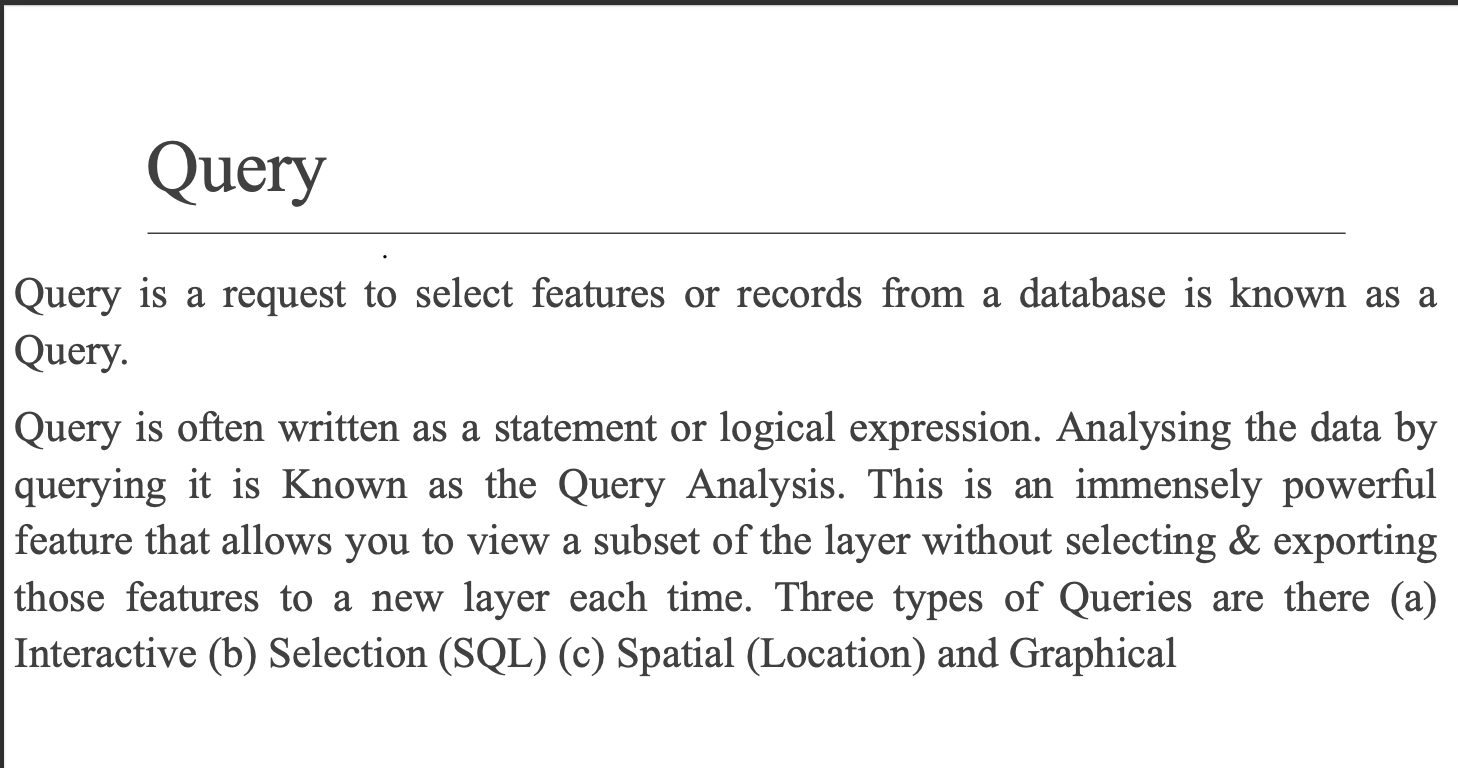 Query
Query is a request to select features or records from a database is known as a
Query.
Query is often written as a statement or logical expression. Analysing the data by
querying it is Known as the Query Analysis. This is an immensely powerful
feature that allows you to view a subset of the layer without selecting & exporting
those features to a new layer each time. Three types of Queries are there (a)
Interactive (b) Selection (SQL) (c) Spatial (Location) and Graphical